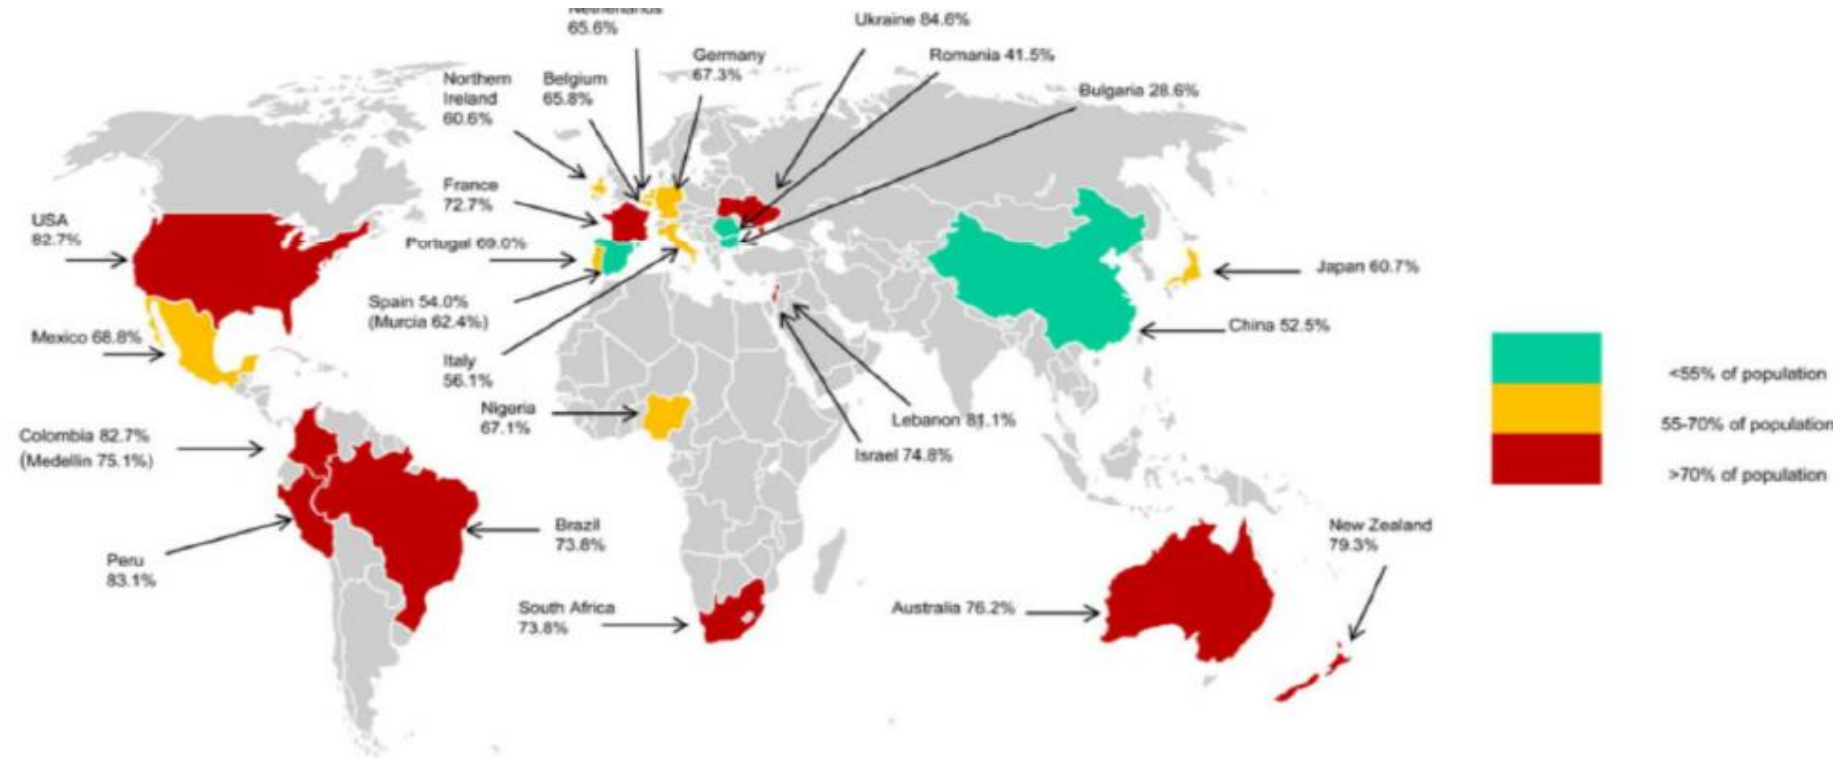 Netherlands
65.6%
Ukraine 84.6%
Germany
67.3%
Romania 41.5%
Northern
Ireland
60.6%
Belgium
65.8%
Bulgaria 28.6%
France
72.7%
USA
82.7%
Portugal 69.0%
Japan 60.7%
Spain 54.0%
(Murcia 62.4%)
China 52.5%
Mexico 68.8%
Italy
56.1%
Nigeria
67.1%
Lebanon 81.1%
Israel 74.8%
Colombia 82.7%
(Medellin 75.1%)
<55% of population
55-70% of population
>70% of population
Brazil
73.8%
New Zealand
79.3%
Peru
83.1%
South Africa
73.8%
Australia 76.2%